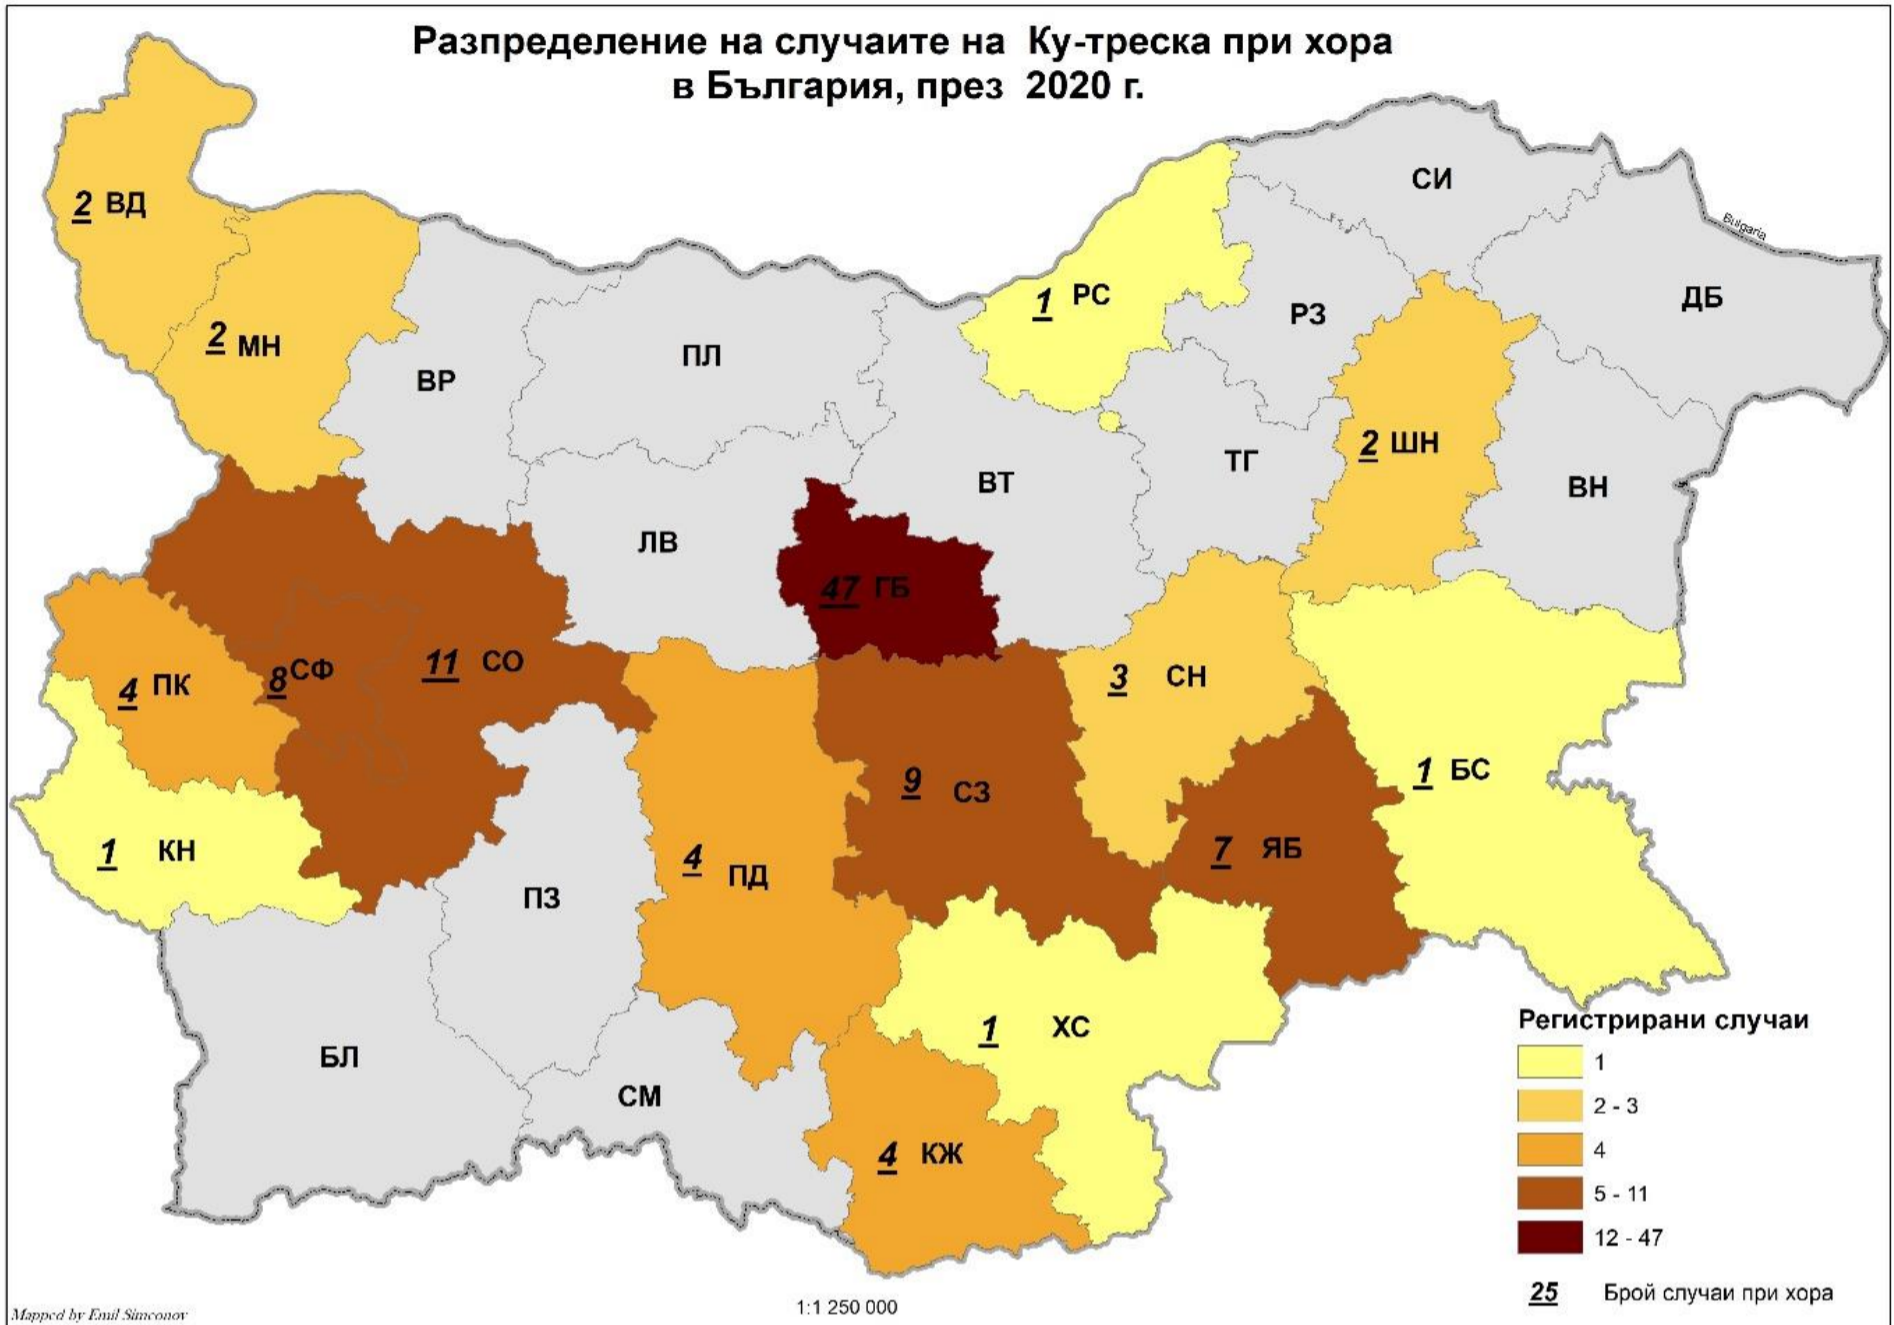 Разпределение на случаите на Ку-треска при хора
в България, през 2020 г.
СИ
Bulgaria
2 ВД
1 РС
ДБ
РЗ
2 МН
ПЛ
ВР
2 ШН
ТГ
ВТ
ВН
ЛВ
47 ГБ
8 СФ
11 СО
4 ПК
3 СН
1 БС
9 СЗ
7 ЯБ
1 КН
4 ПД
ПЗ
1 ХС
БЛ
СМ
4 КЖ
Регистрирани случаи
1
2 - 3
4
5 - 11
12 - 47
25 Брой случаи при хора
1:1 250 000
Mapped by Emil Simeonov